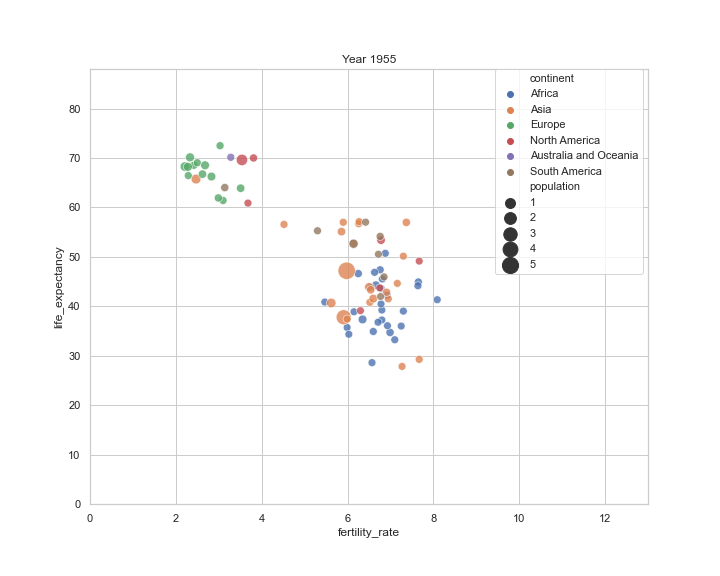 Year 1955
continent
Africa
Asia
Europe
North America
Australia and Oceania
South America
population
1
2
3
4
5
life_expectancy
80
70
60
50
40
30
20
10
0
0 2 4 6 8 10 12
fertility_rate